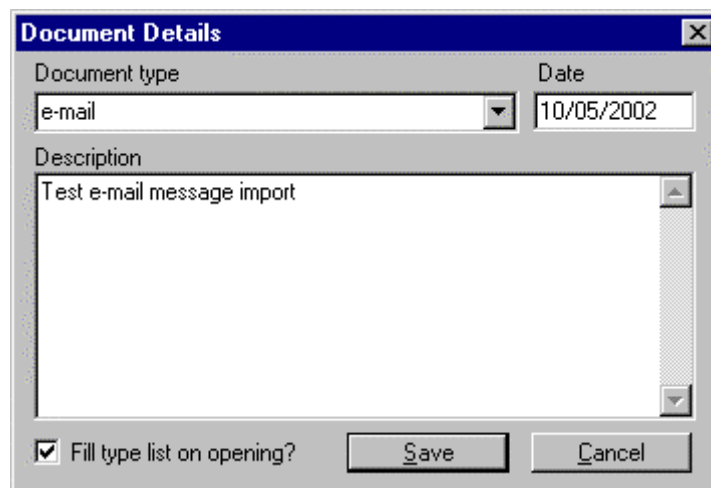 Document Details
Document type
Date
e-mail
10/05/2002
Description
Test e-mail message import
Fill type list on opening?
Save
Cancel